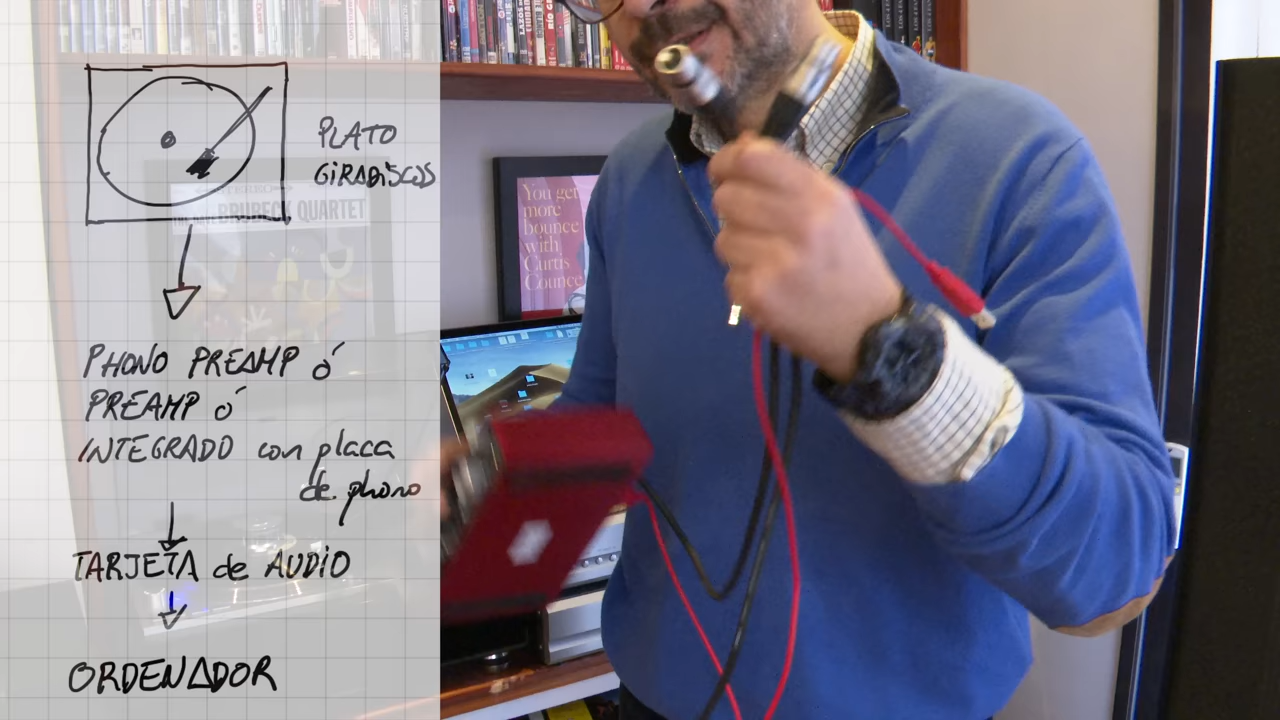 PLATO
GIRADISCOS
BRUBECK QUARTET
PHONO PREAMP Ó
PREAMP Ó
INTEGRADO con placa
de phono
TARJETA de AUDIO
ORDENADOR
You get
more
bounce
with
Curtis
Counce